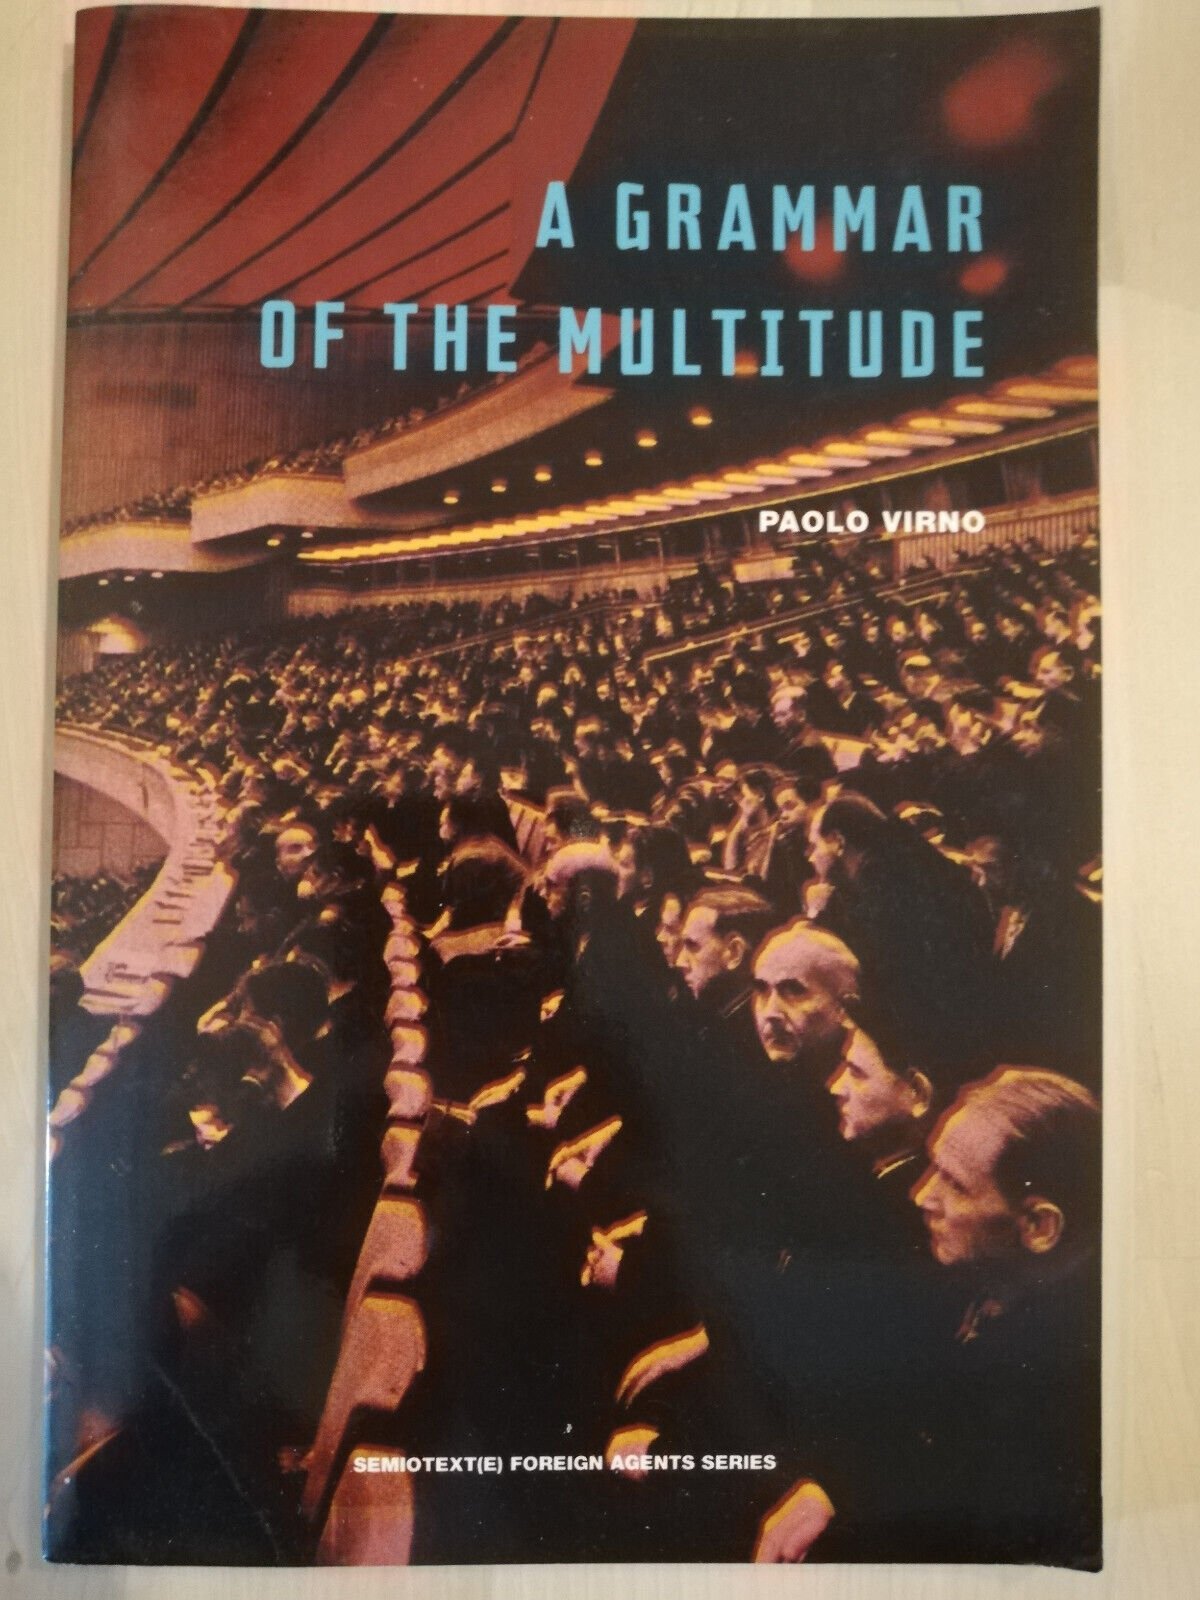 A GRAMMAR
OF THE MULTITUDE
PAOLO VIRNO
SEMIOTEXT(E) FOREIGN AGENTS SERIES